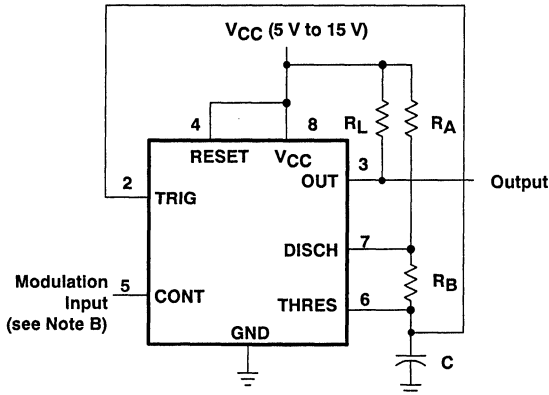 VCC (5 V to 15 V)
4
8
RL
RA
RESET
VCC
3
OUT
Output
2
TRIG
DISCH
7
Modulation
Input
(see Note B)
5
CONT
RB
THRES
6
GND
C